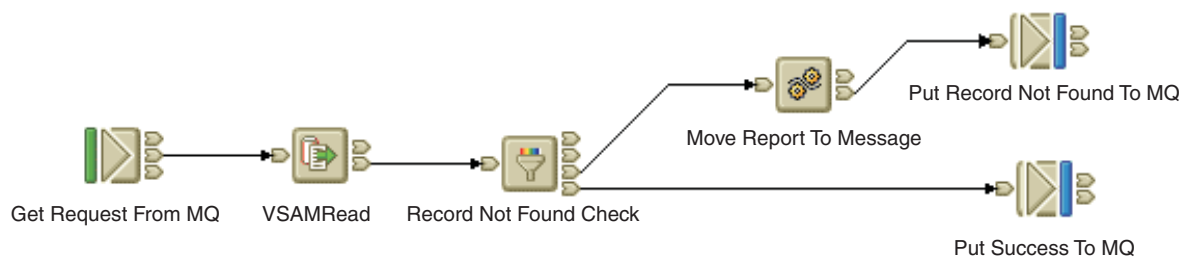 Put Record Not Found To MQ
Move Report To Message
Get Request From MQ
VSAMRead
Record Not Found Check
Put Success To MQ